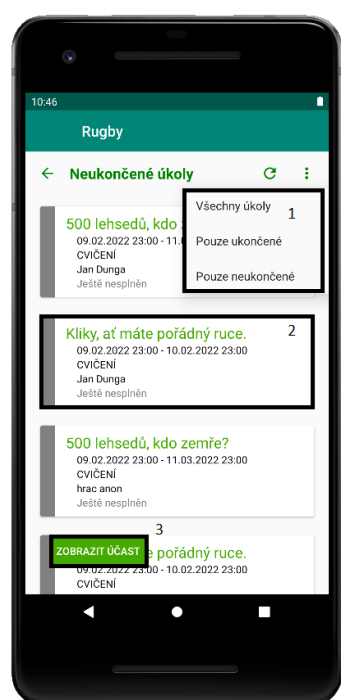 10:46
Rugby
Neukončené úkoly
Všechny úkoly
1
Pouze ukončené
Pouze neukončené
500 lehsedů, kdo
09.02.2022 23:00 - 11.
CVIČENÍ
Jan Dunga
Ještě nesplněn
Kliky, ať máte pořádný ruce.
2
09.02.2022 23:00 - 10.02.2022 23:00
CVIČENÍ
Jan Dunga
Ještě nesplněn
500 lehsedů, kdo zemře?
09.02.2022 23:00 - 11.03.2022 23:00
CVIČENÍ
hrac anon
Ještě nesplněn
3
ZOBRAZIT ÚČAST
e pořádný ruce.
09.02.2022 23:00 - 10.02.2022 23:00
CVIČENÍ